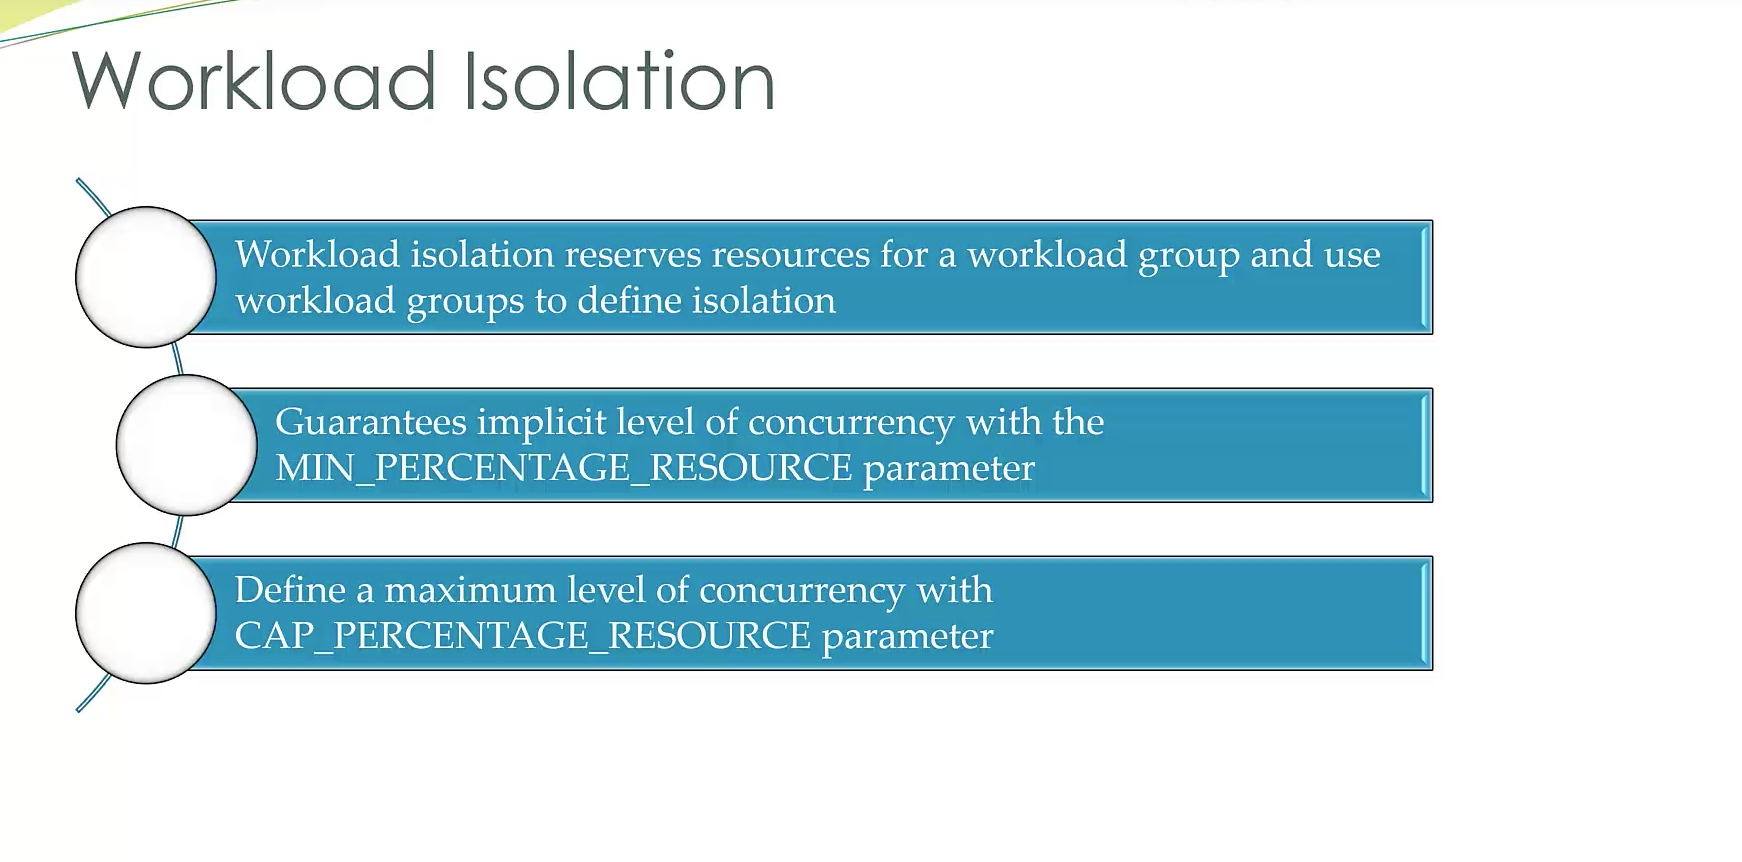 Workload Isolation
Workload isolation reserves resources for a workload group and use
workload groups to define isolation
Guarantees implicit level of concurrency with the
MIN_PERCENTAGE_RESOURCE parameter
Define a maximum level of concurrency with
CAP_PERCENTAGE_RESOURCE parameter